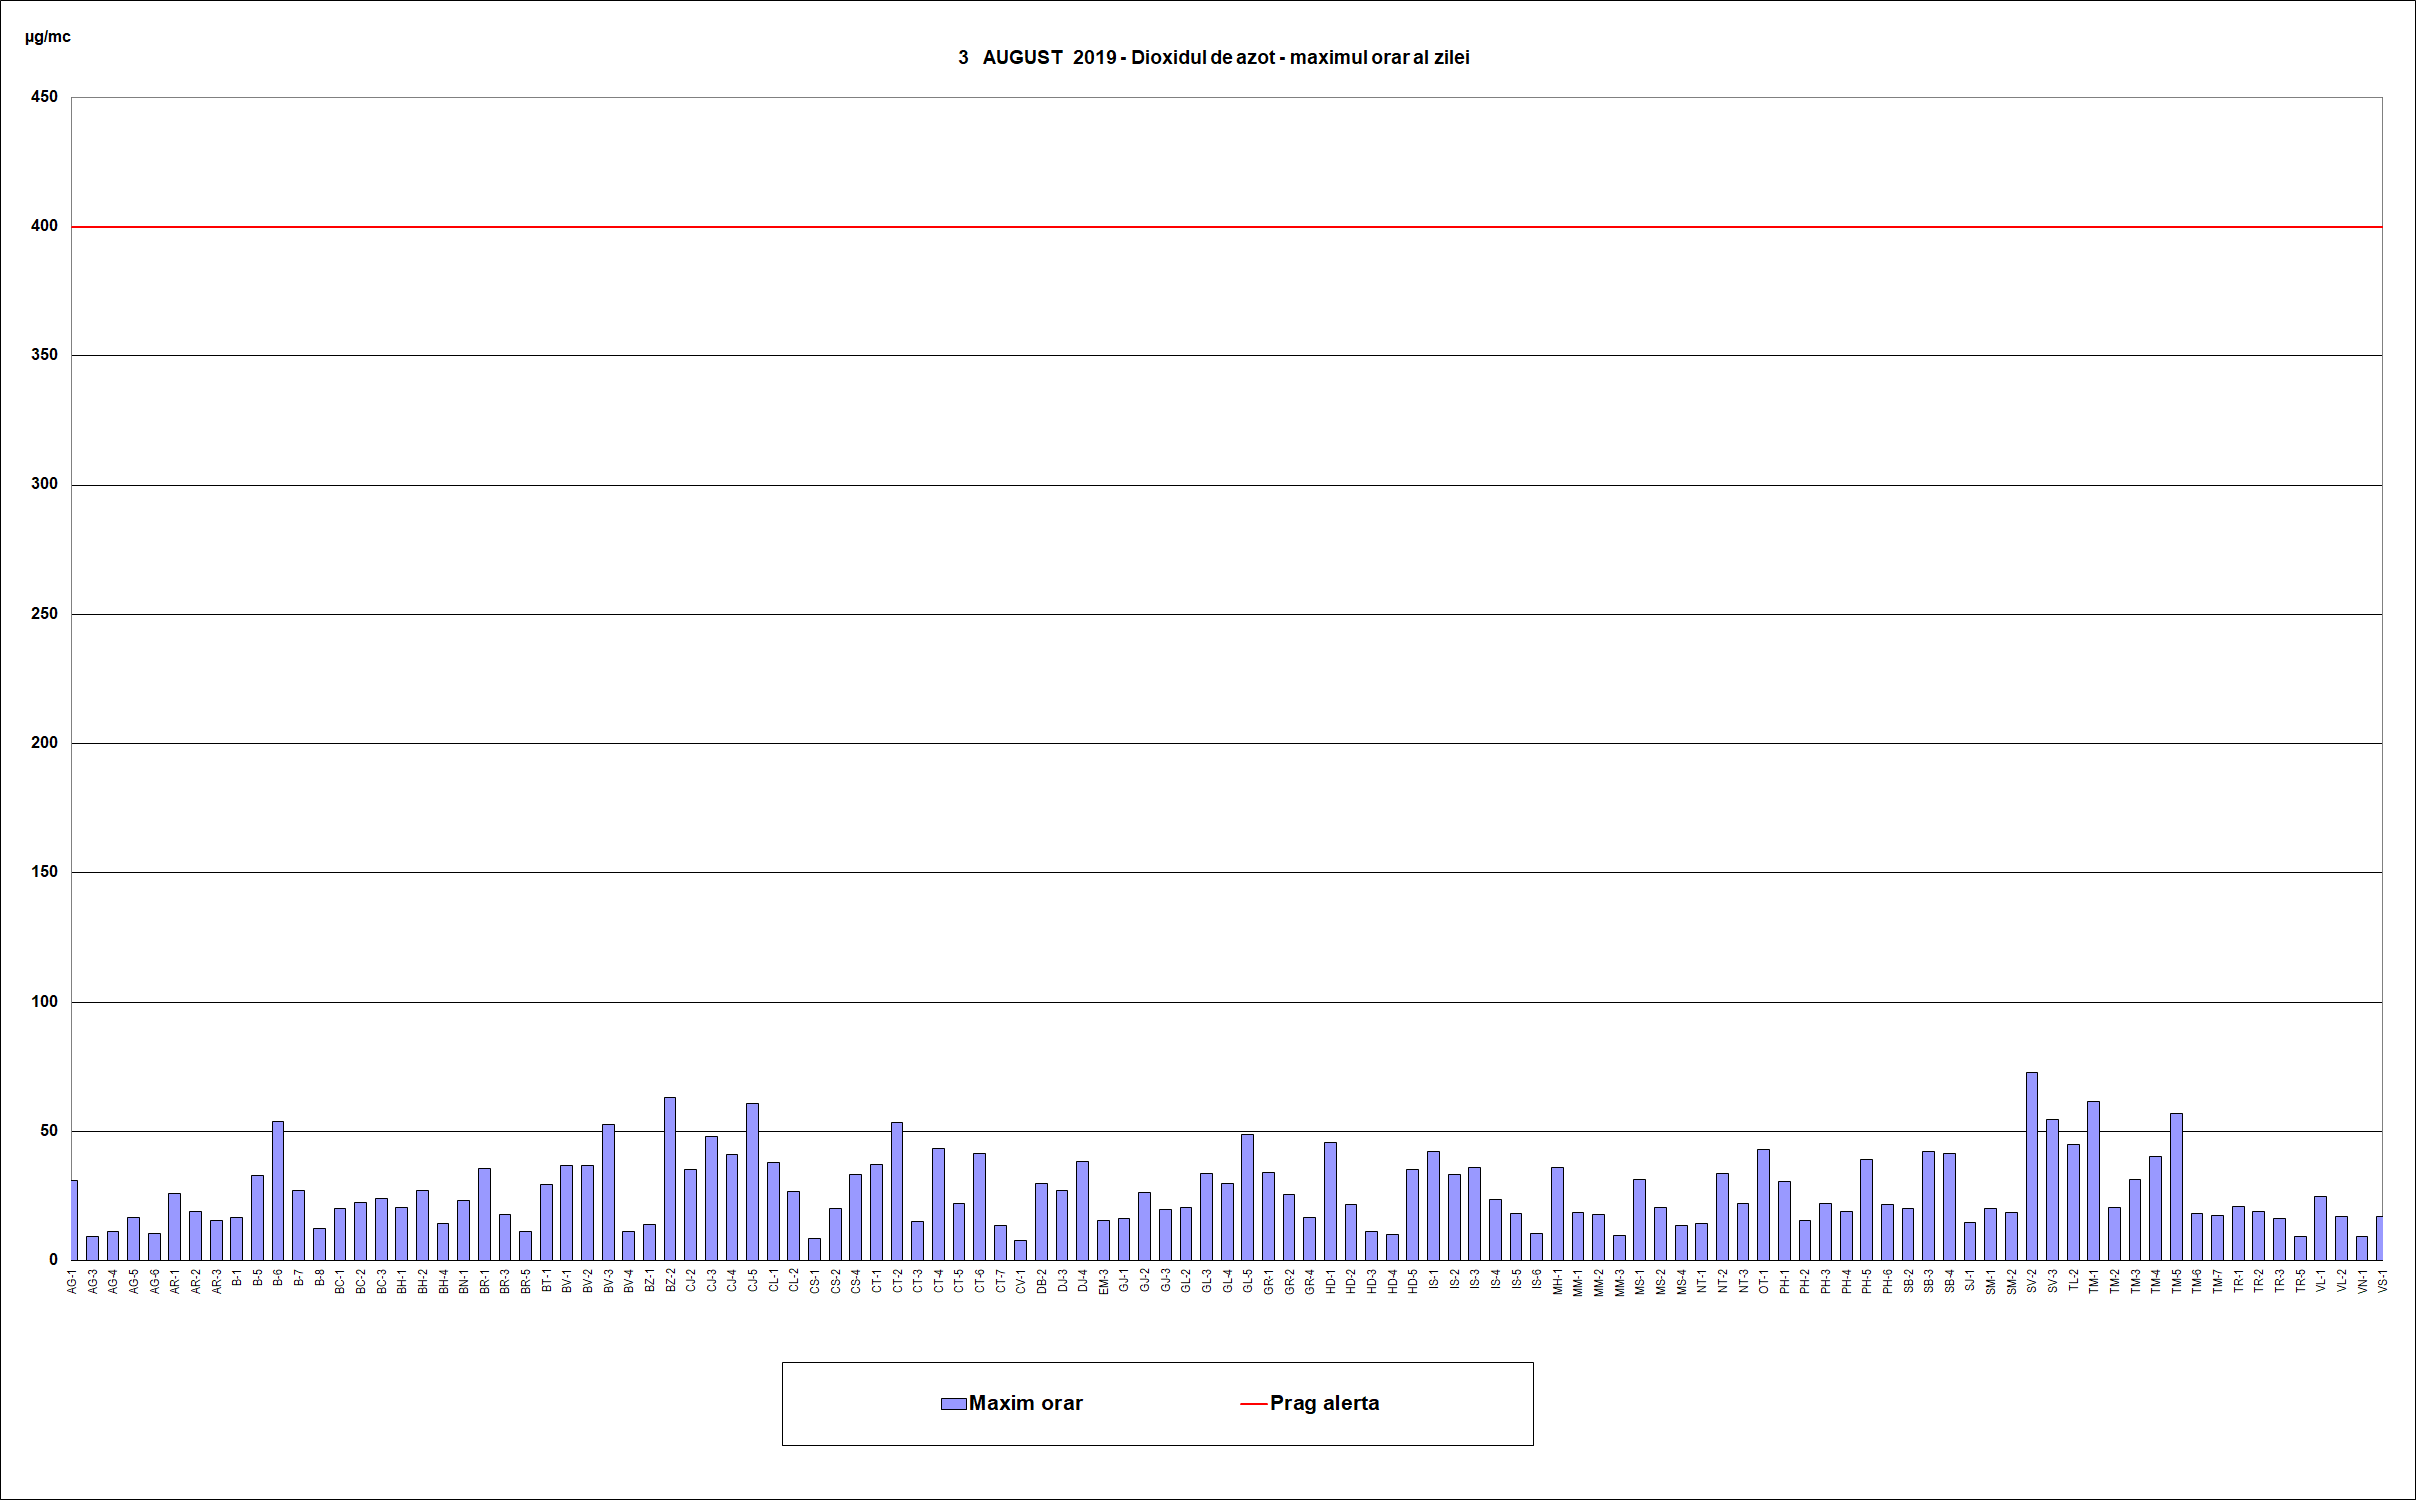 µg/mc
3 AUGUST 2019 - Dioxidul de azot - maximul orar al zilei
450
400
350
300
250
200
150
100
50
0
AG-1 AG-3 AG-4 AG-5 AG-6 AR-1 AR-2 AR-3 B-1 B-5 B-6 B-7 B-8 BC-1 BC-2 BC-3 BH-1 BH-2 BH-4 BN-1 BR-1 BR-3 BR-5 BT-1 BV-1 BV-2 BV-3 BV-4 BZ-1 BZ-2 CJ-2 CJ-3 CJ-4 CJ-5 CL-1 CL-2 CS-1 CS-2 CS-4 CT-1 CT-2 CT-3 CT-4 CT-5 CT-6 CT-7 CV-1 DB-2 DJ-3 DJ-4 EM-3 GJ-1 GJ-2 GJ-3 GL-2 GL-3 GL-4 GL-5 GR-1 GR-2 GR-4 HD-1 HD-2 HD-3 HD-4 HD-5 IS-1 IS-2 IS-3 IS-4 IS-5 IS-6 MH-1 MM-1 MM-2 MM-3 MS-1 MS-2 MS-4 NT-1 NT-2 NT-3 OT-1 PH-1 PH-2 PH-3 PH-4 PH-5 PH-6 SB-2 SB-3 SB-4 SJ-1 SM-1 SM-2 SV-2 SV-3 TL-2 TM-1 TM-2 TM-3 TM-4 TM-5 TM-6 TM-7 TR-1 TR-2 TR-3 TR-5 VL-1 VL-2 VN-1 VS-1
Maxim orar Prag alerta